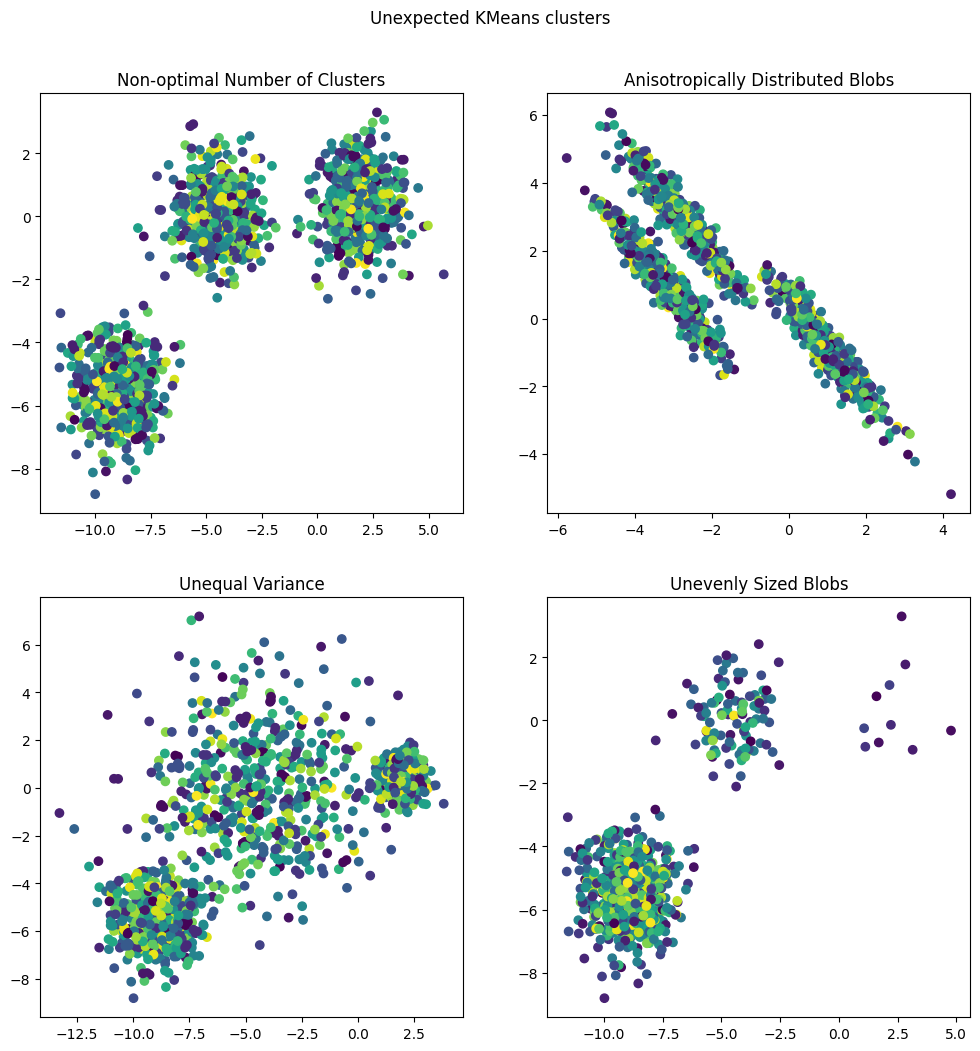 Unexpected KMeans clusters
Non-optimal Number of Clusters
Anisotropically Distributed Blobs
2
0
−2
−4
−6
−8
−10.0 −7.5 −5.0 −2.5 0.0 2.5 5.0
6
4
2
0
−2
−4
−6 −4 −2 0 2 4
Unequal Variance
Unevenly Sized Blobs
6
4
2
0
−2
−4
−6
−8
−12.5 −10.0 −7.5 −5.0 −2.5 0.0 2.5
2
0
−2
−4
−6
−8
−10.0 −7.5 −5.0 −2.5 0.0 2.5 5.0